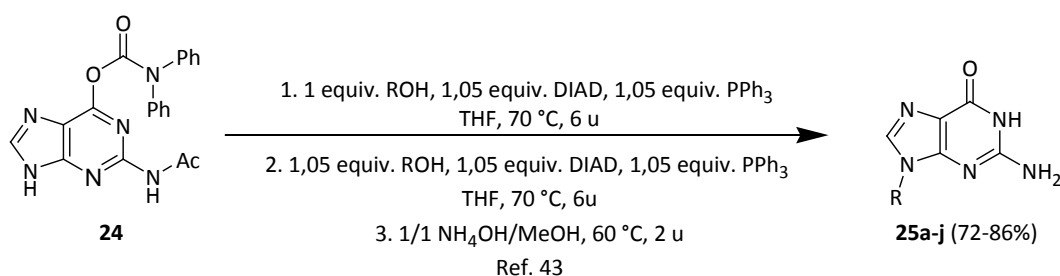 O
Ph
O
N
Ph
1. 1 equiv. ROH, 1,05 equiv. DIAD, 1,05 equiv. PPh₃
THF, 70 °C, 6 u
2. 1,05 equiv. ROH, 1,05 equiv. DIAD, 1,05 equiv. PPh₃
THF, 70 °C, 6u
3. 1/1 NH₄OH/MeOH, 60 °C, 2 u
Ref. 43
N
N
N
H
N
N
H
Ac
24
O
N
NH
N
R
N
NH₂
25a-j (72-86%)